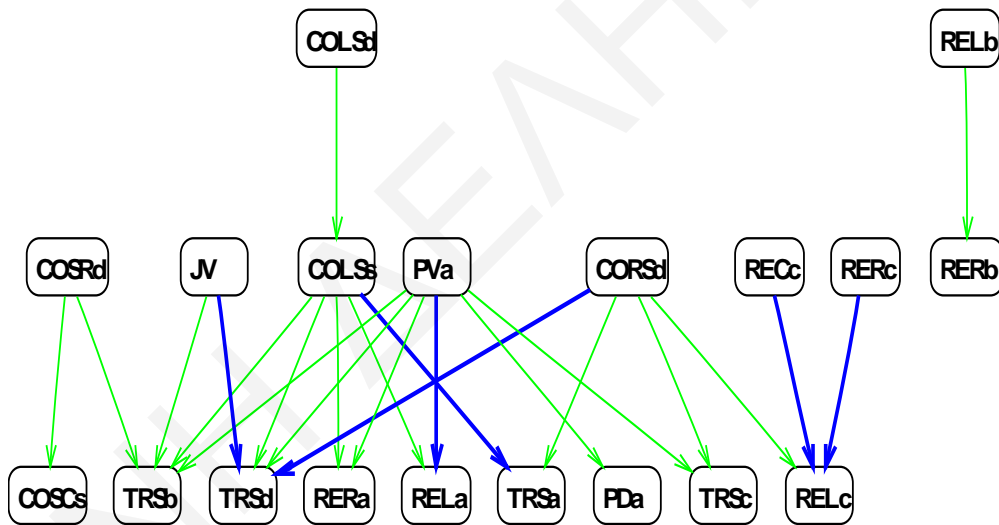 COLSd RELb
COSRd JV COLSs PVa CORSd RECc RERc RERb
COSCs TRSb TRSd RERa RELa TRSa PDa TRSc RELc